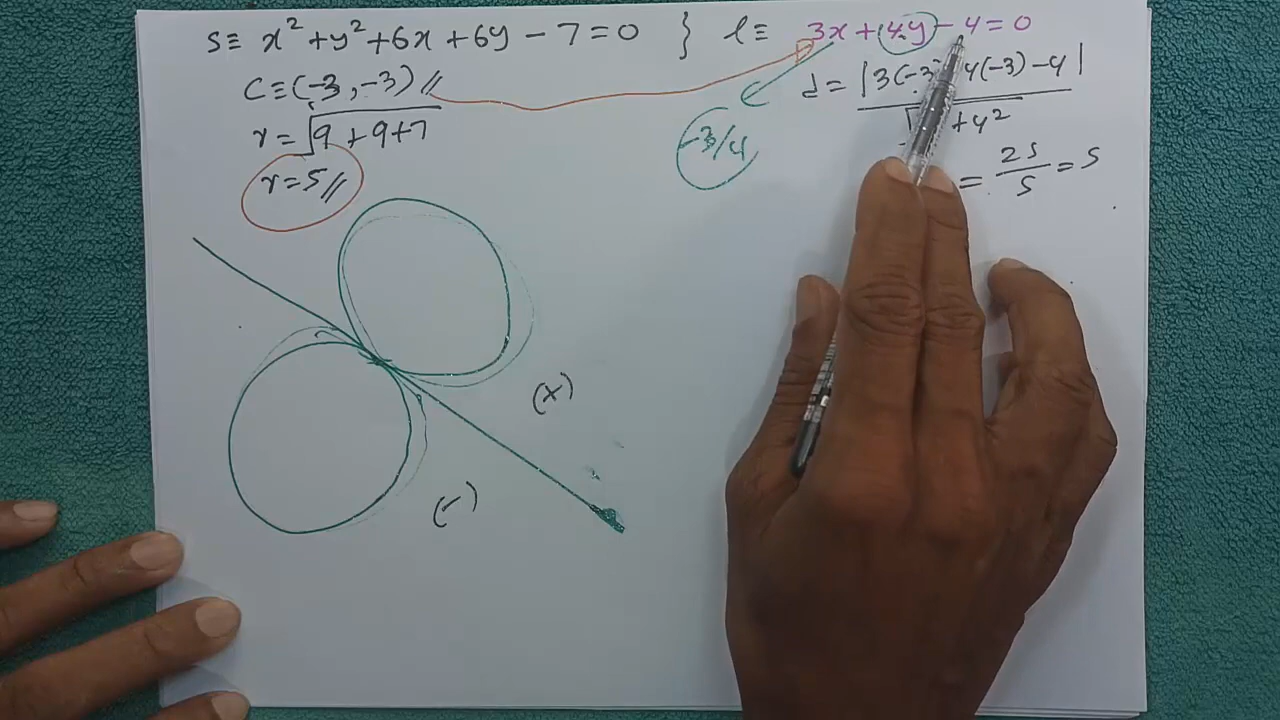 S≡ x² + y² + 6x + 6y − 7 = 0 } l ≡ 3x + 4y − 4 = 0
C ≡ (-3, -3) //
d = |3(-3) 4(-3) − 4|
+4²
r = √9 + 9 + 7
-3/4
= 25/5 = 5
r = 5 //
(x)
(-)